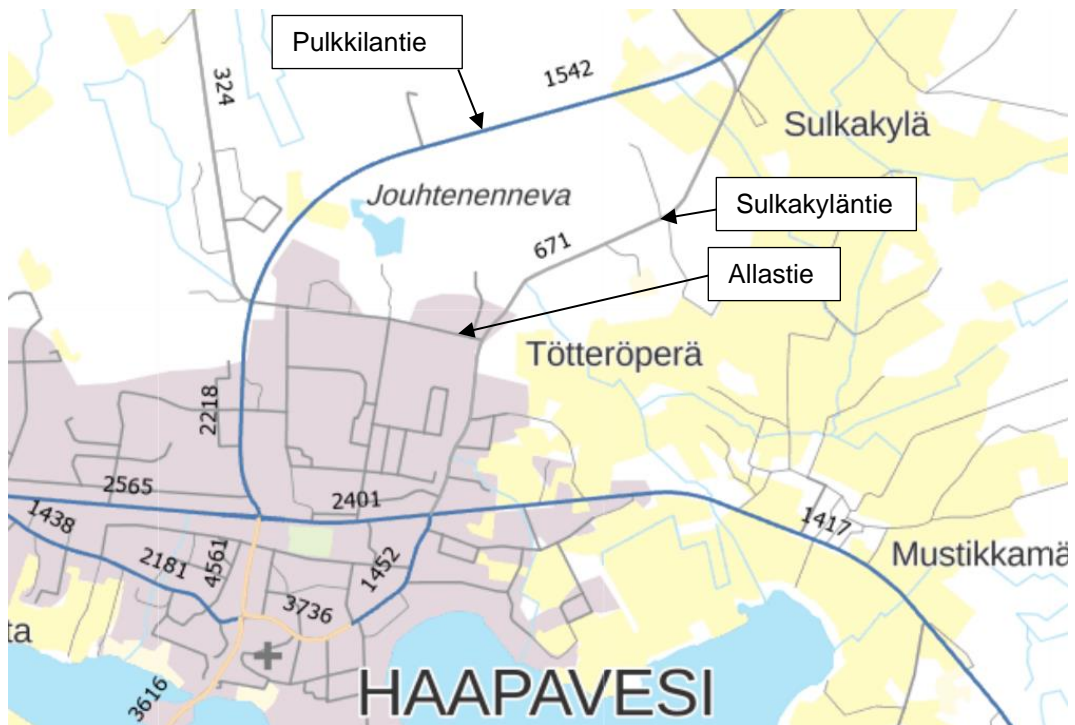 Pulkkilantie
1542
324
Sulkakylä
Jouhtenenneva
Sulkakyläntie
671
Allastie
Tötteröperä
2218
2565
2401
1438
1417
2181
4561
1452
Mustikkamä
3736
ta
HAAPAVESI
3616